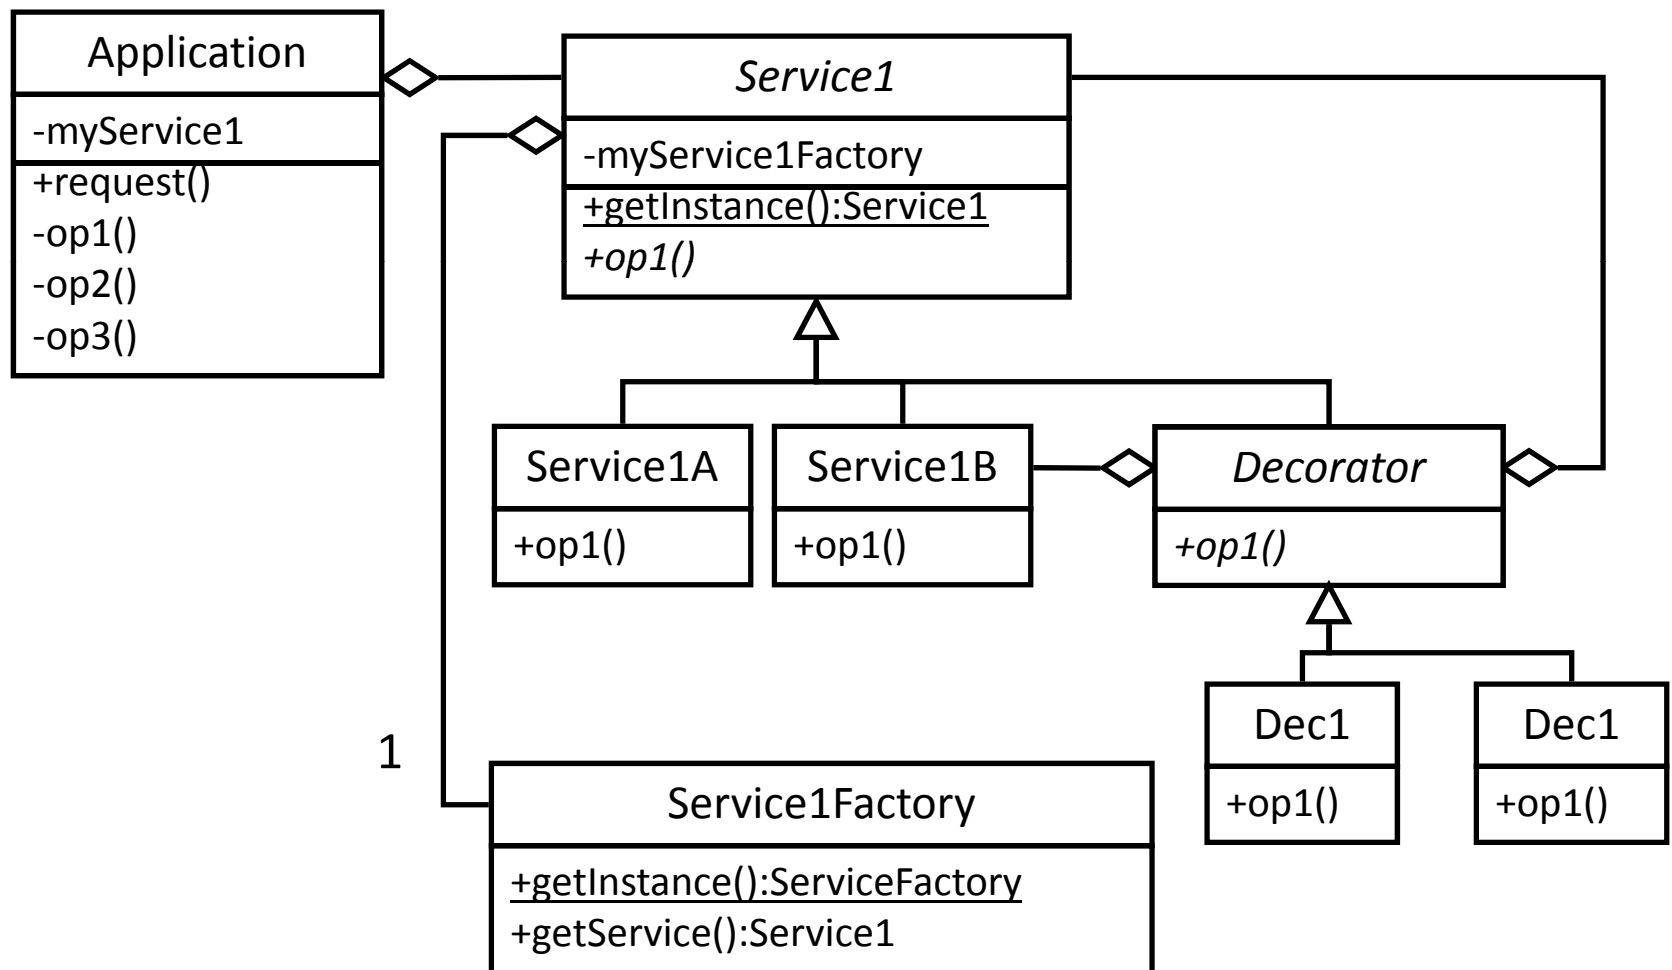 Application
-myService1
+request()
-op1()
-op2()
-op3()
Service1
-myService1Factory
+getInstance():Service1
+op1()
Service1A
+op1()
Service1B
+op1()
Decorator
+op1()
Dec1
+op1()
Dec1
+op1()
1
Service1Factory
+getInstance():ServiceFactory
+getService():Service1